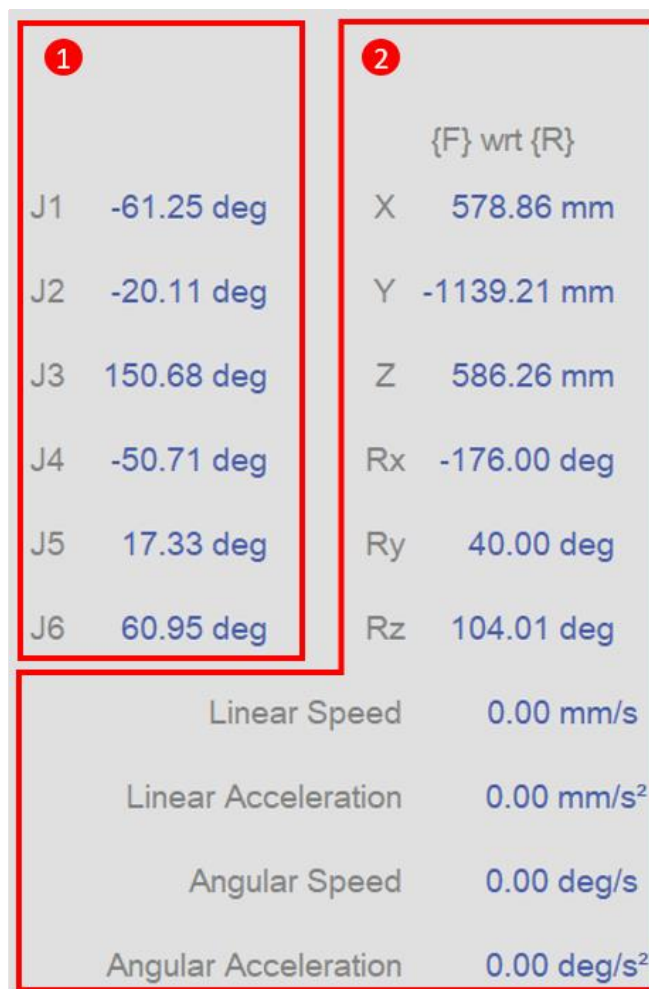 1 2
{F} wrt {R}
J1 -61.25 deg X 578.86 mm
J2 -20.11 deg Y -1139.21 mm
J3 150.68 deg Z 586.26 mm
J4 -50.71 deg Rx -176.00 deg
J5 17.33 deg Ry 40.00 deg
J6 60.95 deg Rz 104.01 deg
Linear Speed 0.00 mm/s
Linear Acceleration 0.00 mm/s²
Angular Speed 0.00 deg/s
Angular Acceleration 0.00 deg/s²